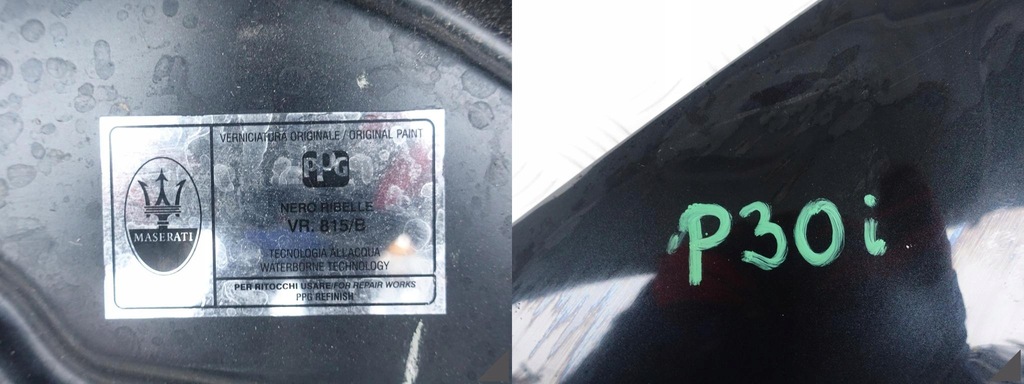 VERNICIATURA ORIGINALE / ORIGINAL PAINT
PPG
NERO RIBELLE
VR. 815/B
MASERATI
TECNOLOGIA ALL'ACQUA
WATERBORNE TECHNOLOGY
PER RITOCCHI USARE/FOR REPAIR WORKS
PPG REFINISH
P30i